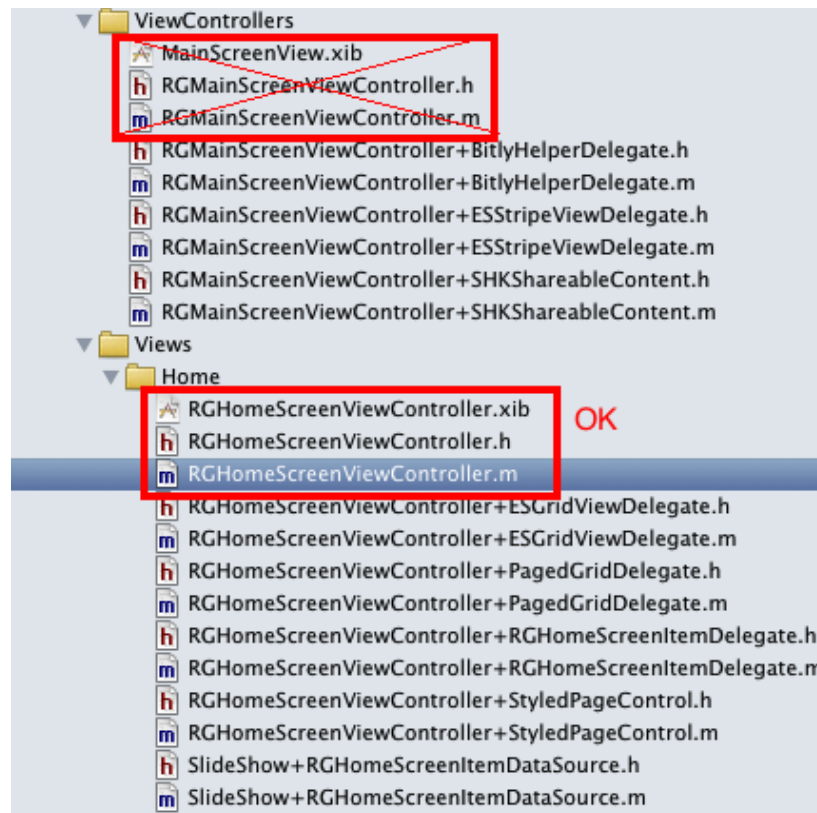 ViewControllers
MainScreenView.xib
h RGMainScreenViewController.h
m RGMainScreenViewController.m
h RGMainScreenViewController+BitlyHelperDelegate.h
m RGMainScreenViewController+BitlyHelperDelegate.m
h RGMainScreenViewController+ESStripeViewDelegate.h
m RGMainScreenViewController+ESStripeViewDelegate.m
h RGMainScreenViewController+SHKShareableContent.h
m RGMainScreenViewController+SHKShareableContent.m
Views
Home
RGHomeScreenViewController.xib OK
h RGHomeScreenViewController.h
m RGHomeScreenViewController.m
h RGHomeScreenViewController+ESGridViewDelegate.h
m RGHomeScreenViewController+ESGridViewDelegate.m
h RGHomeScreenViewController+PagedGridDelegate.h
m RGHomeScreenViewController+PagedGridDelegate.m
h RGHomeScreenViewController+RGHomeScreenItemDelegate.h
m RGHomeScreenViewController+RGHomeScreenItemDelegate.m
h RGHomeScreenViewController+StyledPageControl.h
m RGHomeScreenViewController+StyledPageControl.m
h SlideShow+RGHomeScreenItemDataSource.h
m SlideShow+RGHomeScreenItemDataSource.m